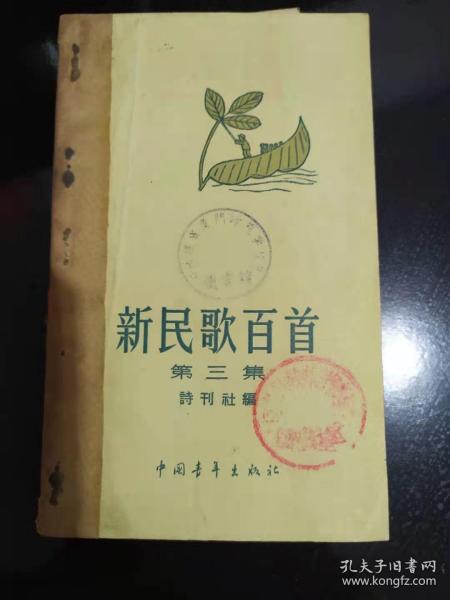 新民歌百首
第三集
詩刊社編
中国青年出版社
孔夫子旧书网
www.kongfz.com